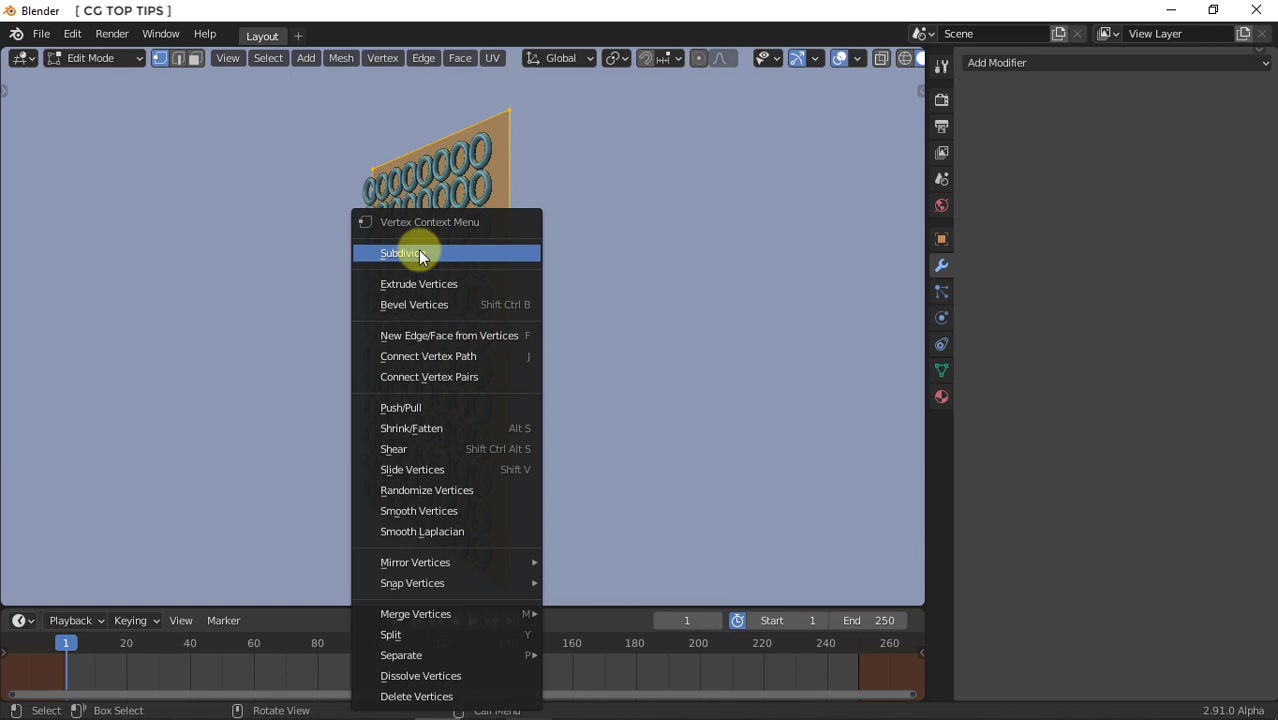 Blender [ CG TOP TIPS ]
File Edit Render Window Help Layout + Scene View Layer
Edit Mode View Select Add Mesh Vertex Edge Face UV Global
Add Modifier
Vertex Context Menu
Subdivide
Extrude Vertices
Bevel Vertices Shift Ctrl B
New Edge/Face from Vertices F
Connect Vertex Path J
Connect Vertex Pairs
Push/Pull
Shrink/Fatten Alt S
Shear Shift Ctrl Alt S
Slide Vertices Shift V
Randomize Vertices
Smooth Vertices
Smooth Laplacian
Mirror Vertices
Snap Vertices
Merge Vertices M
Split Y
Separate P
Dissolve Vertices
Delete Vertices
Playback Keying View Marker 1 Start 1 End 250
1 20 40 60 80 160 180 200 220 240 260
Select Box Select Rotate View Call Menu 2.91.0 Alpha